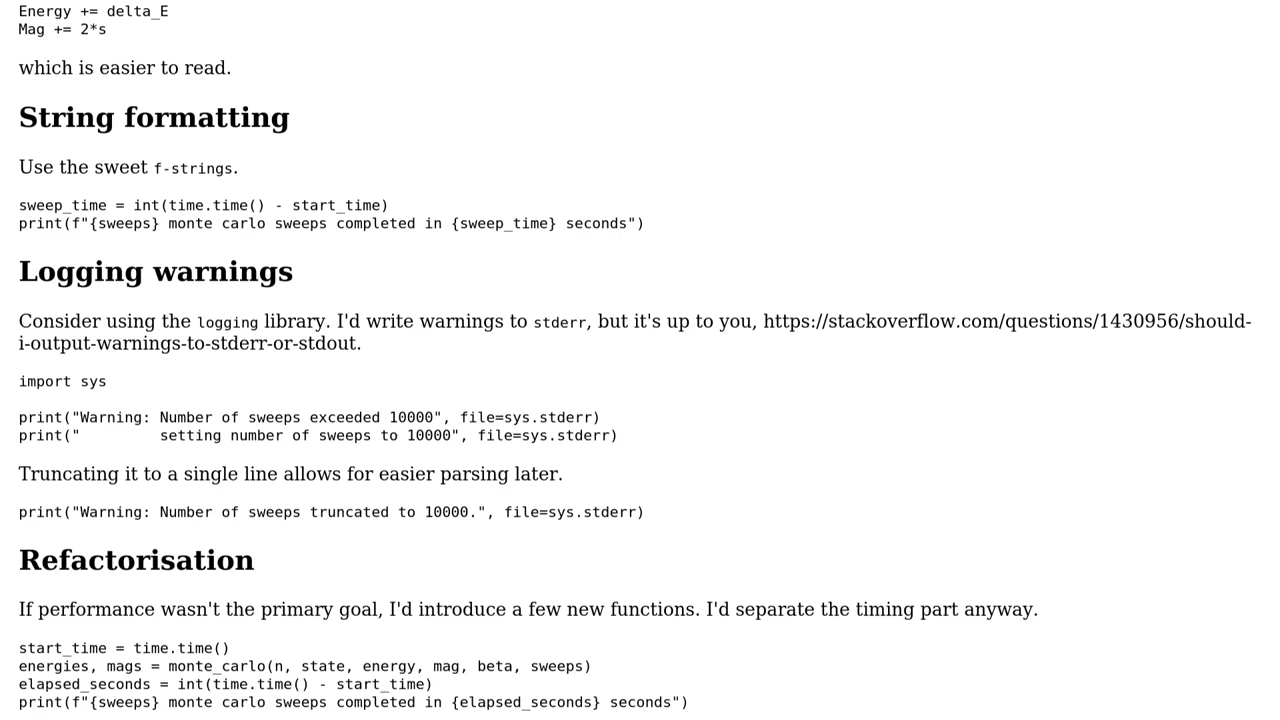 Energy += delta_E
Mag += 2*s
which is easier to read.
String formatting
Use the sweet f-strings.
sweep_time = int(time.time() - start_time)
print(f"{sweeps} monte carlo sweeps completed in {sweep_time} seconds")
Logging warnings
Consider using the logging library. I'd write warnings to stderr, but it's up to you, https://stackoverflow.com/questions/1430956/should-
i-output-warnings-to-stderr-or-stdout.
import sys
print("Warning: Number of sweeps exceeded 10000", file=sys.stderr)
print("         setting number of sweeps to 10000", file=sys.stderr)
Truncating it to a single line allows for easier parsing later.
print("Warning: Number of sweeps truncated to 10000.", file=sys.stderr)
Refactorisation
If performance wasn't the primary goal, I'd introduce a few new functions. I'd separate the timing part anyway.
start_time = time.time()
energies, mags = monte_carlo(n, state, energy, mag, beta, sweeps)
elapsed_seconds = int(time.time() - start_time)
print(f"{sweeps} monte carlo sweeps completed in {elapsed_seconds} seconds")